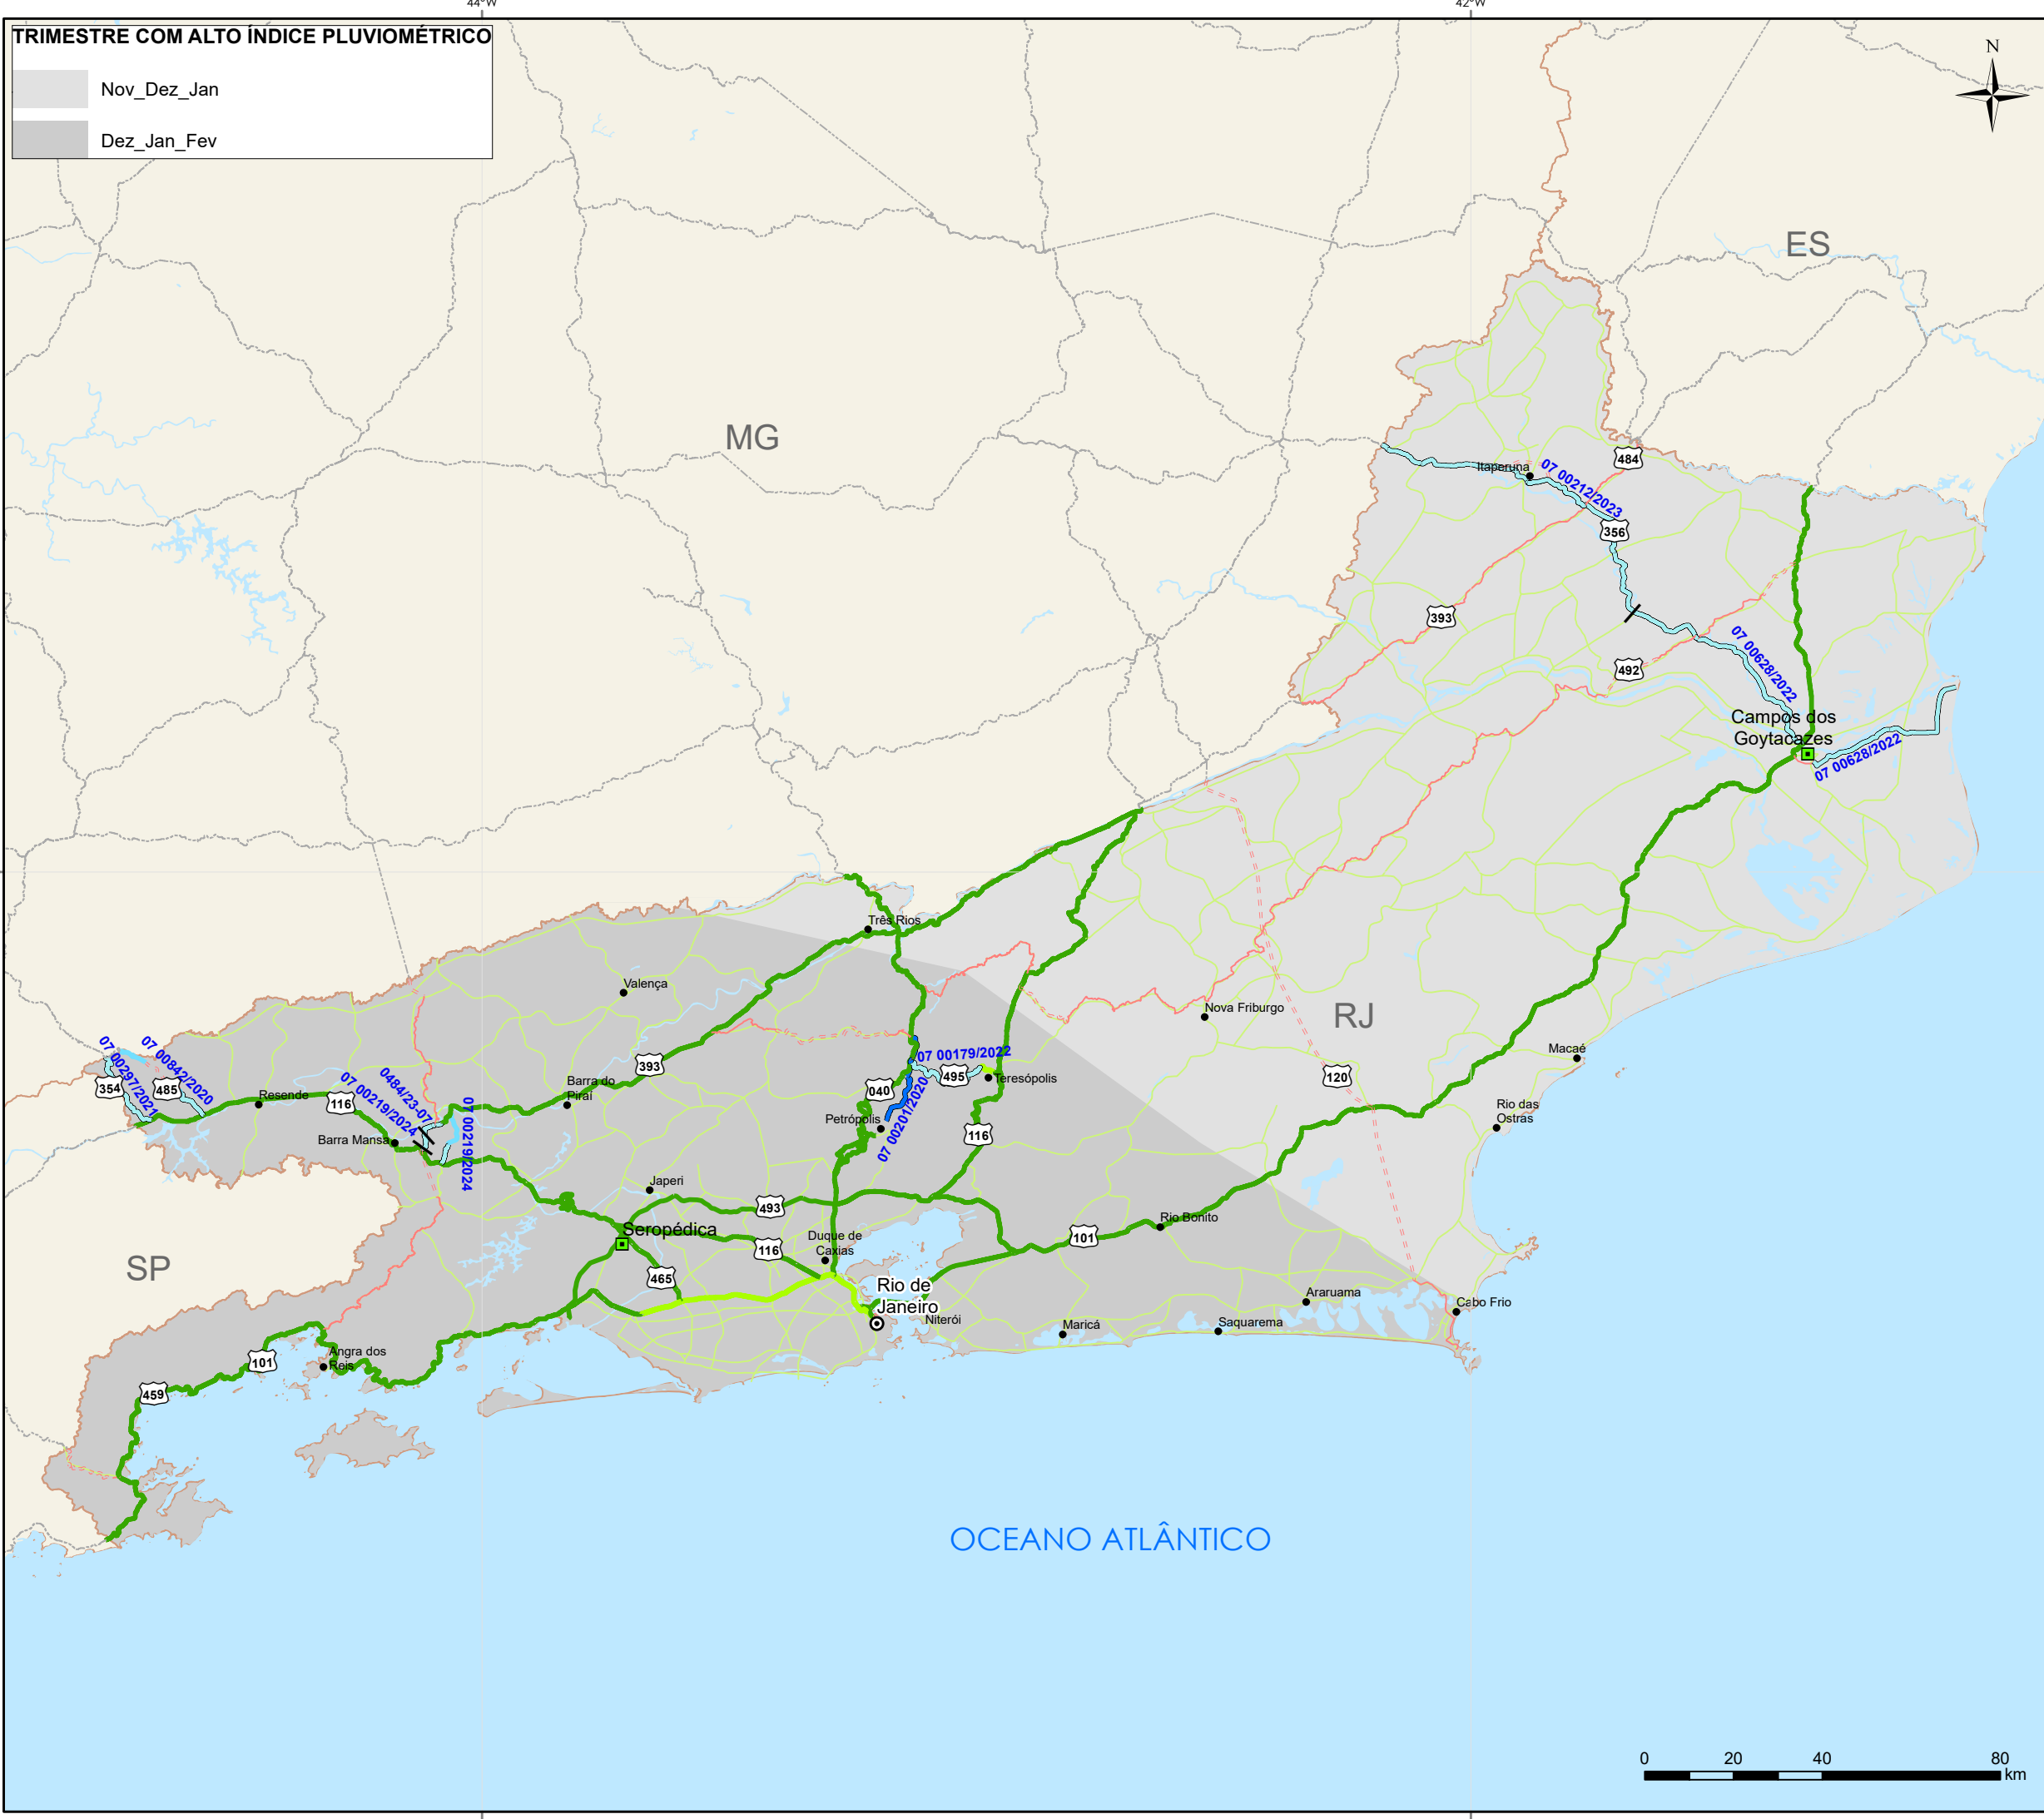 44°W
42°W
TRIMESTRE COM ALTO ÍNDICE PLUVIOMÉTRICO
Nov_Dez_Jan
Dez_Jan_Fev
N
ES
MG
484
Itaperuna
07 00212/2023
356
393
492
07 00628/2022
Campos dos
Goytacazes
07 00628/2022
Três Rios
Valença
Nova Friburgo
RJ
Macaé
07 00297/2021
07 00842/2020
354
485
Resende
116
07 00219/2024
0484/23-07
07 00219/2024
Barra Mansa
Barra do
Piraí
393
040
07 00179/2022
495
Teresópolis
Petrópolis
07 00201/2020
116
120
Rio das
Ostras
Japeri
493
Seropédica
116
465
Duque de
Caxias
101
Rio Bonito
SP
Rio de
Janeiro
Niterói
Maricá
Saquarema
Araruama
Cabo Frio
Angra dos
Reis
101
459
OCEANO ATLÂNTICO
0 20 40 80
km